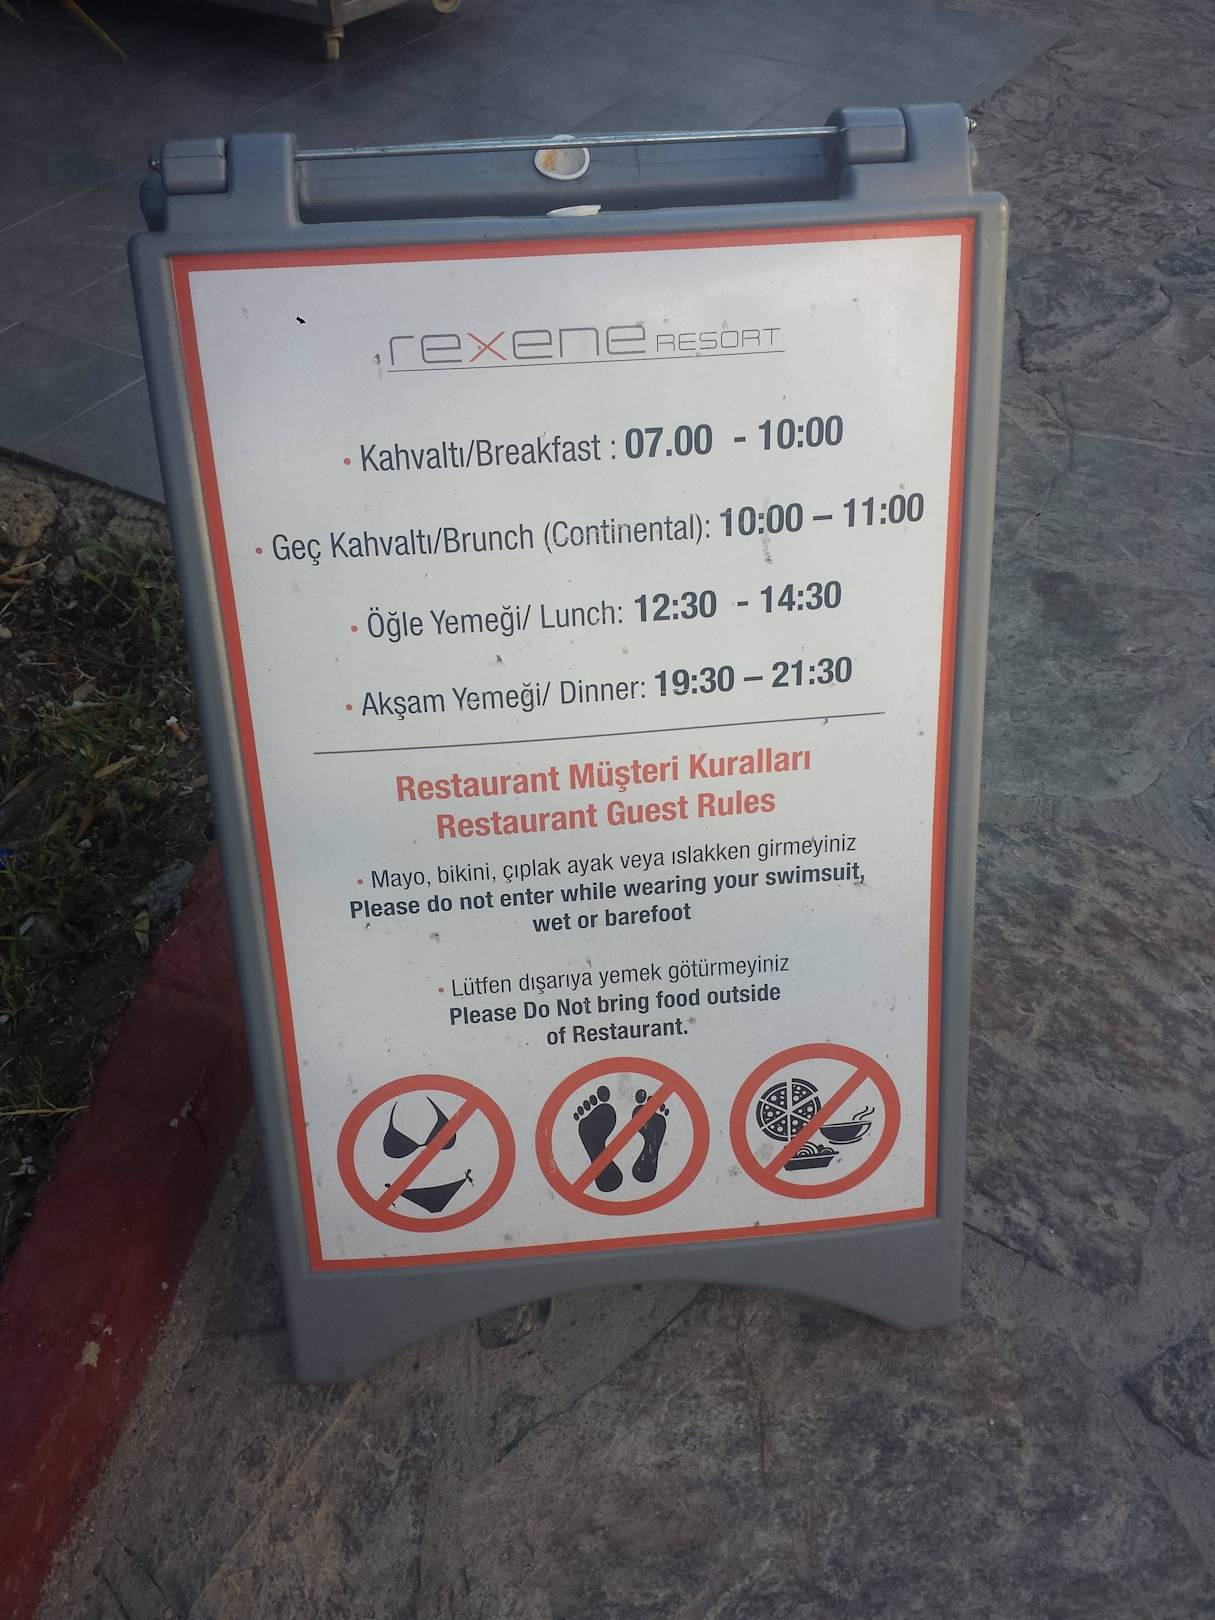 rexene RESORT
• Kahvaltı/Breakfast : 07.00 - 10:00
• Geç Kahvaltı/Brunch (Continental): 10:00 – 11:00
• Öğle Yemeği/ Lunch: 12:30 - 14:30
• Akşam Yemeği/ Dinner: 19:30 – 21:30
Restaurant Müşteri Kuralları
Restaurant Guest Rules
• Mayo, bikini, çıplak ayak veya ıslakken girmeyiniz
Please do not enter while wearing your swimsuit,
wet or barefoot
• Lütfen dışarıya yemek götürmeyiniz
Please Do Not bring food outside
of Restaurant.